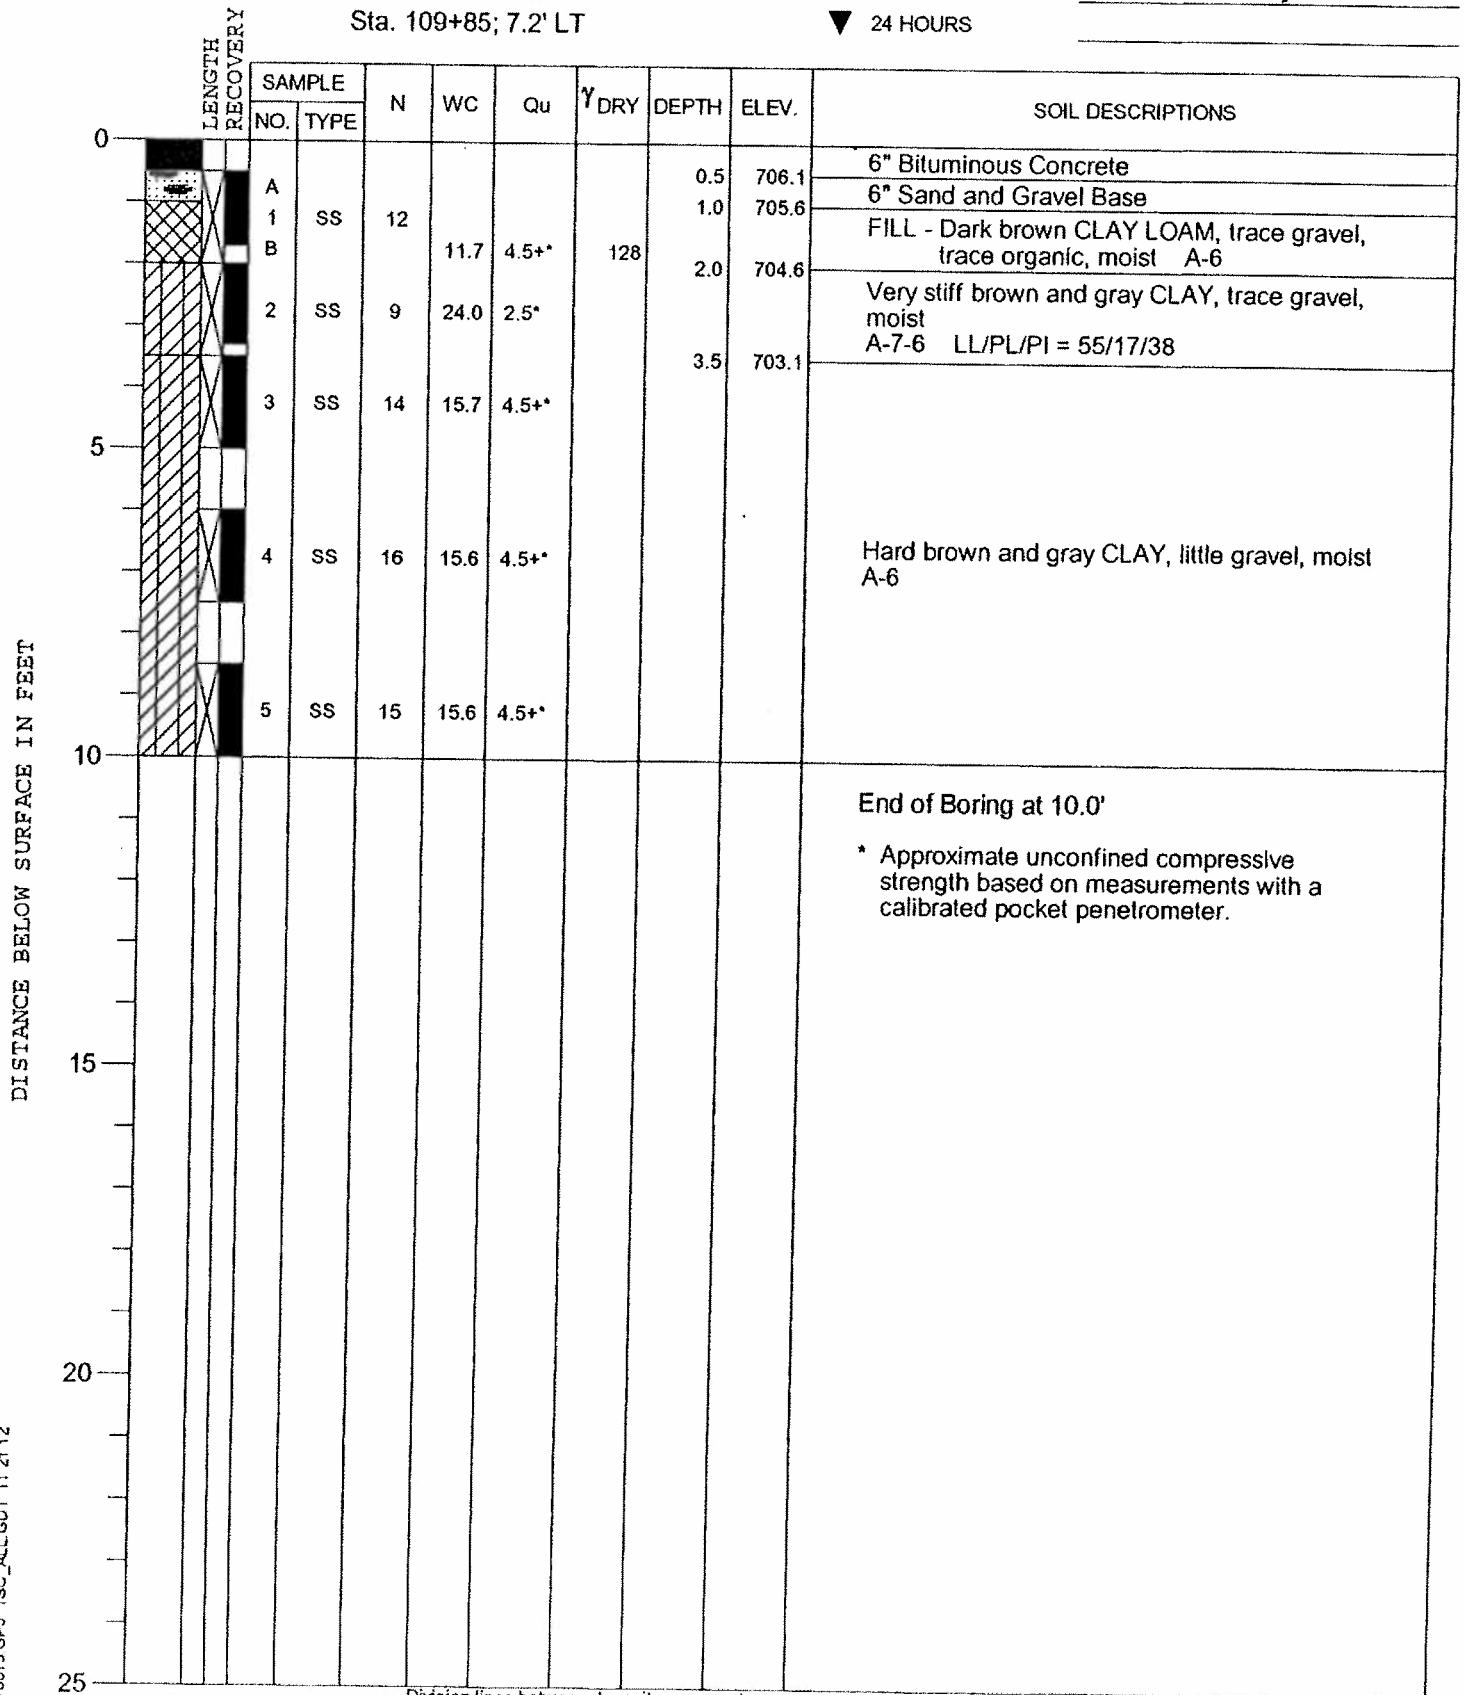 Sta. 109+85; 7.2' LT
▼ 24 HOURS
LENGTH
RECOVERY
SAMPLE
NO. TYPE N WC Qu γ DRY DEPTH ELEV. SOIL DESCRIPTIONS
0
6" Bituminous Concrete
0.5 706.1
A
6" Sand and Gravel Base
1.0 705.6
1 SS 12
FILL - Dark brown CLAY LOAM, trace gravel,
trace organic, moist A-6
B 11.7 4.5+* 128
2.0 704.6
Very stiff brown and gray CLAY, trace gravel,
moist
2 SS 9 24.0 2.5*
A-7-6 LL/PL/PI = 55/17/38
3.5 703.1
3 SS 14 15.7 4.5+*
5
4 SS 16 15.6 4.5+*
Hard brown and gray CLAY, little gravel, moist
A-6
5 SS 15 15.6 4.5+*
10
End of Boring at 10.0'
* Approximate unconfined compressive
strength based on measurements with a
calibrated pocket penetrometer.
15
20
25
DISTANCE BELOW SURFACE IN FEET